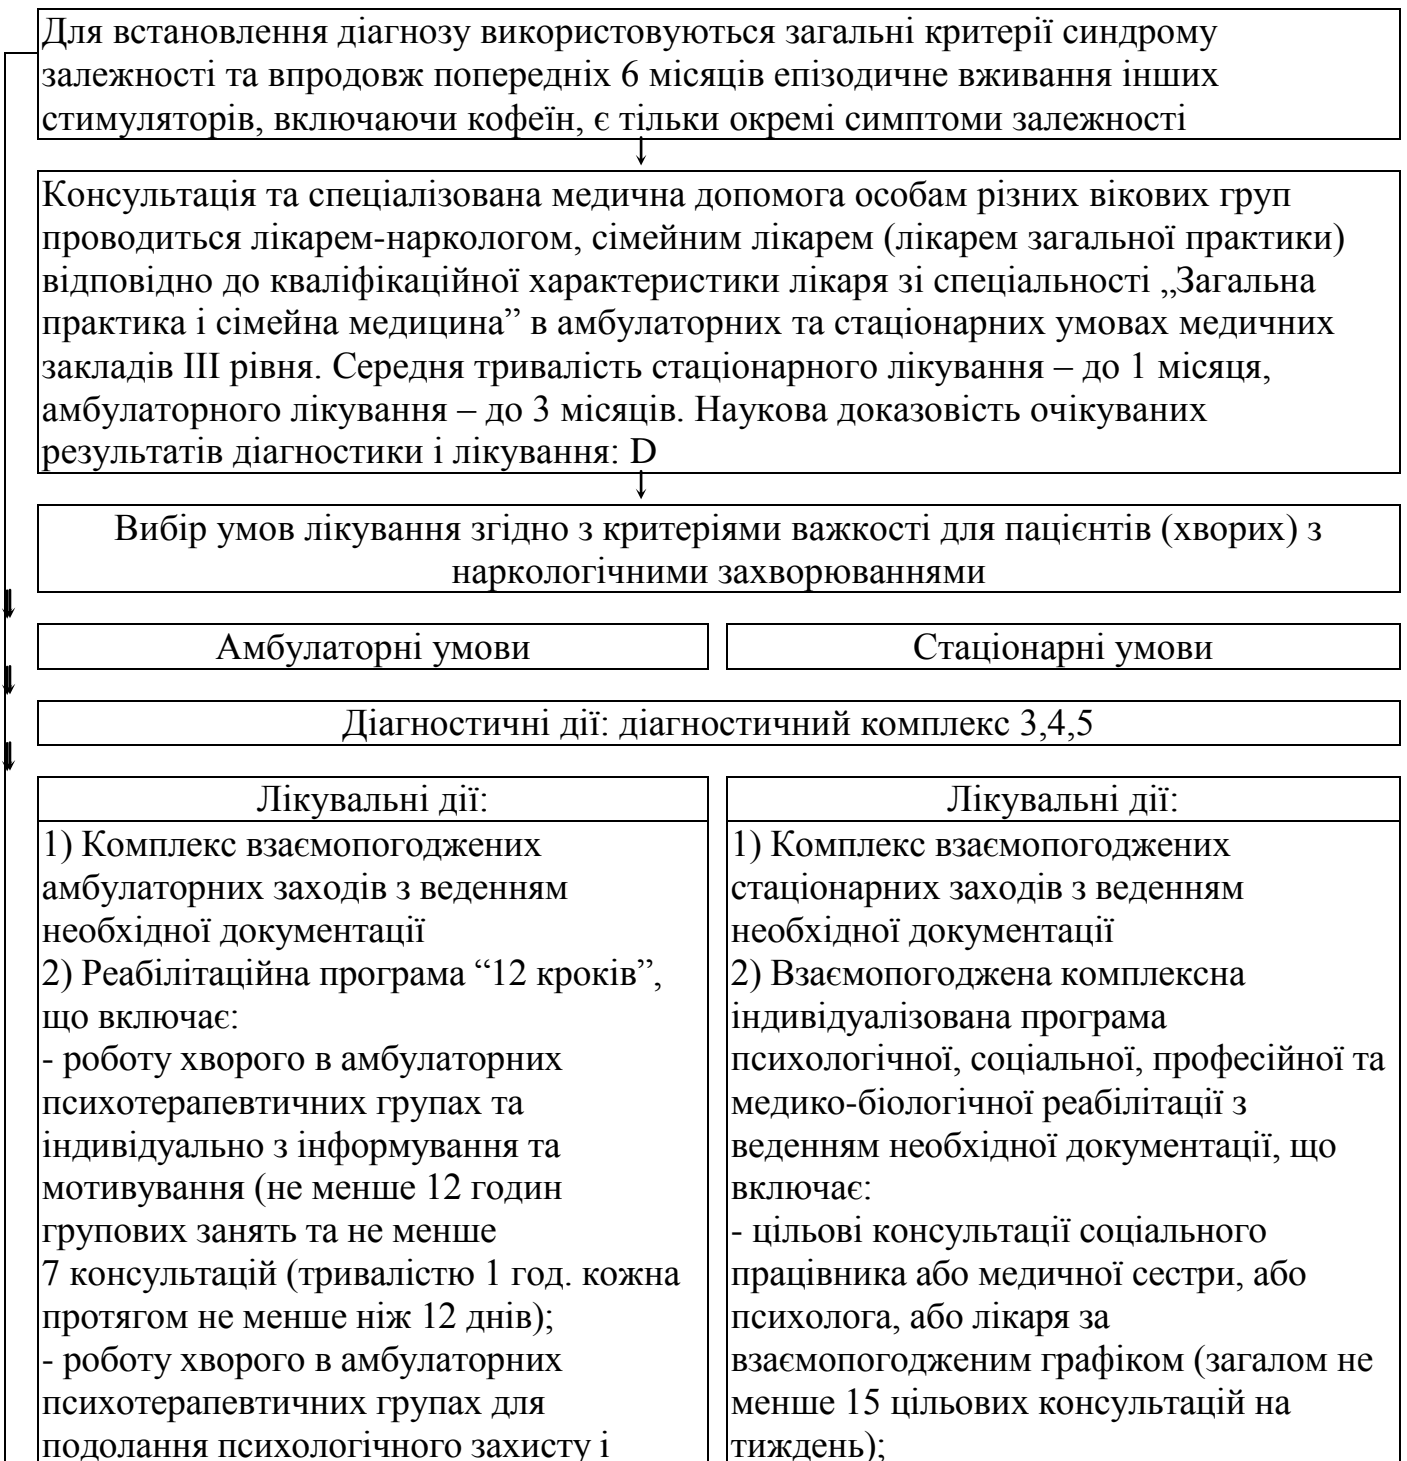 Для встановлення діагнозу використовуються загальні критерії синдрому
залежності та впродовж попередніх 6 місяців епізодичне вживання інших
стимуляторів, включаючи кофеїн, є тільки окремі симптоми залежності
Консультація та спеціалізована медична допомога особам різних вікових груп
проводиться лікарем-наркологом, сімейним лікарем (лікарем загальної практики)
відповідно до кваліфікаційної характеристики лікаря зі спеціальності „Загальна
практика і сімейна медицина” в амбулаторних та стаціонарних умовах медичних
закладів III рівня. Середня тривалість стаціонарного лікування – до 1 місяця,
амбулаторного лікування – до 3 місяців. Наукова доказовість очікуваних
результатів діагностики і лікування: D
Вибір умов лікування згідно з критеріями важкості для пацієнтів (хворих) з
наркологічними захворюваннями
Амбулаторні умови
Стаціонарні умови
Діагностичні дії: діагностичний комплекс 3,4,5
Лікувальні дії:
1) Комплекс взаємопогоджених
амбулаторних заходів з веденням
необхідної документації
2) Реабілітаційна програма “12 кроків”,
що включає:
- роботу хворого в амбулаторних
психотерапевтичних групах та
індивідуально з інформування та
мотивування (не менше 12 годин
групових занять та не менше
7 консультацій (тривалістю 1 год. кожна
протягом не менше ніж 12 днів);
- роботу хворого в амбулаторних
психотерапевтичних групах для
подолання психологічного захисту і
Лікувальні дії:
1) Комплекс взаємопогоджених
стаціонарних заходів з веденням
необхідної документації
2) Взаємопогоджена комплексна
індивідуалізована програма
психологічної, соціальної, професійної та
медико-біологічної реабілітації з
веденням необхідної документації, що
включає:
- цільові консультації соціального
працівника або медичної сестри, або
психолога, або лікаря за
взаємопогодженим графіком (загалом не
менше 15 цільових консультацій на
тиждень);